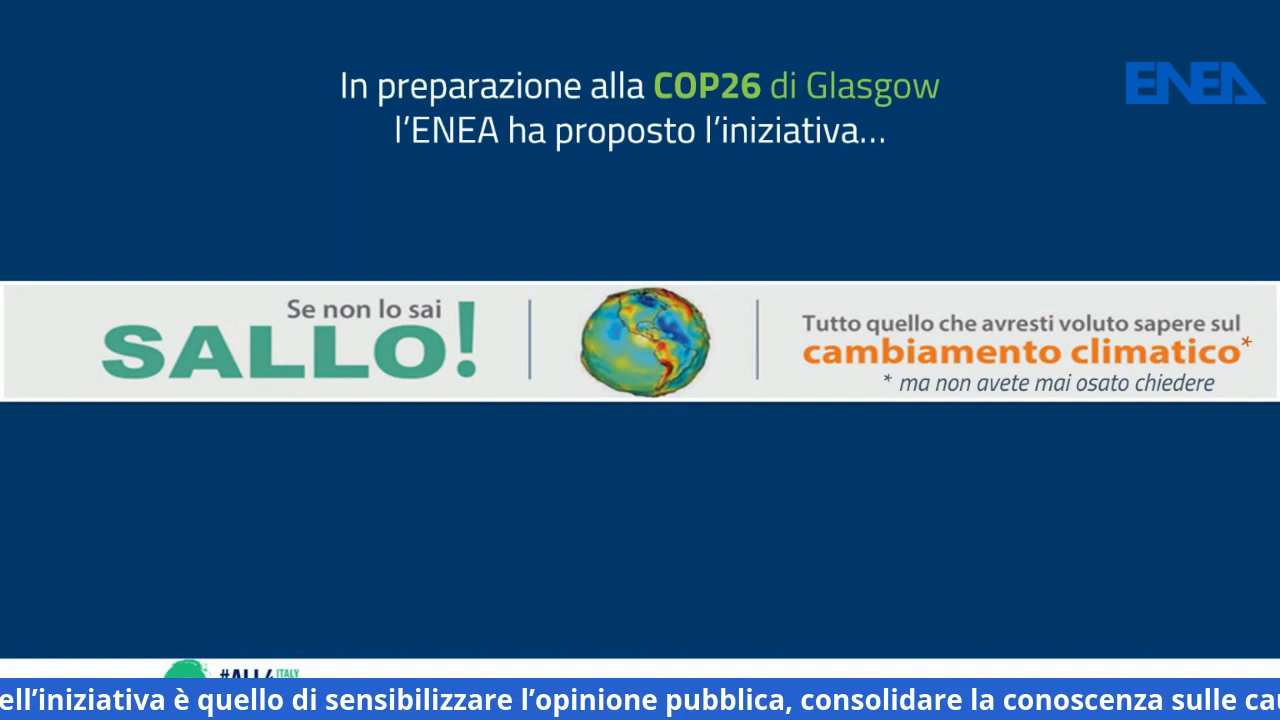 In preparazione alla COP26 di Glasgow
l’ENEA ha proposto l’iniziativa...
ENEA
Se non lo sai
SALLO!
Tutto quello che avresti voluto sapere sul
cambiamento climatico*
* ma non avete mai osato chiedere
#ALL4 ITALY
ell’iniziativa è quello di sensibilizzare l’opinione pubblica, consolidare la conoscenza sulle